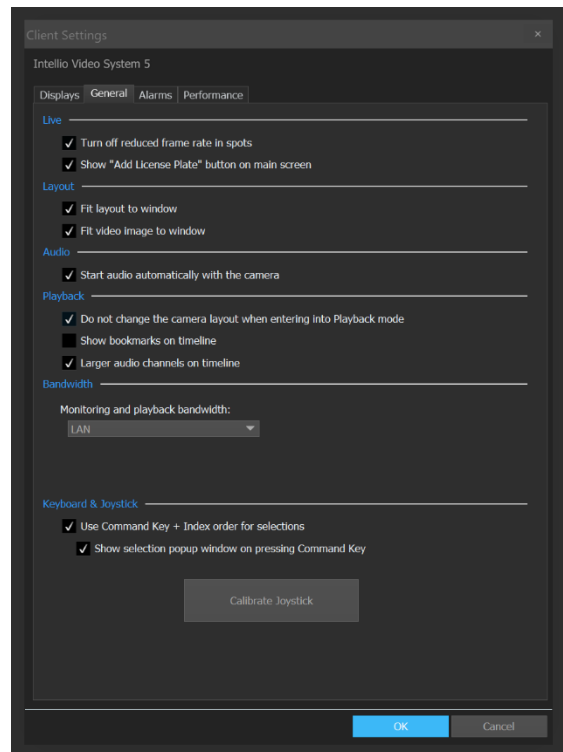 Client Settings
Intellio Video System 5
Displays General Alarms Performance
Live
Turn off reduced frame rate in spots
Show "Add License Plate" button on main screen
Layout
Fit layout to window
Fit video image to window
Audio
Start audio automatically with the camera
Playback
Do not change the camera layout when entering into Playback mode
Show bookmarks on timeline
Larger audio channels on timeline
Bandwidth
Monitoring and playback bandwidth:
LAN
Keyboard & Joystick
Use Command Key + Index order for selections
Show selection popup window on pressing Command Key
Calibrate Joystick
OK Cancel